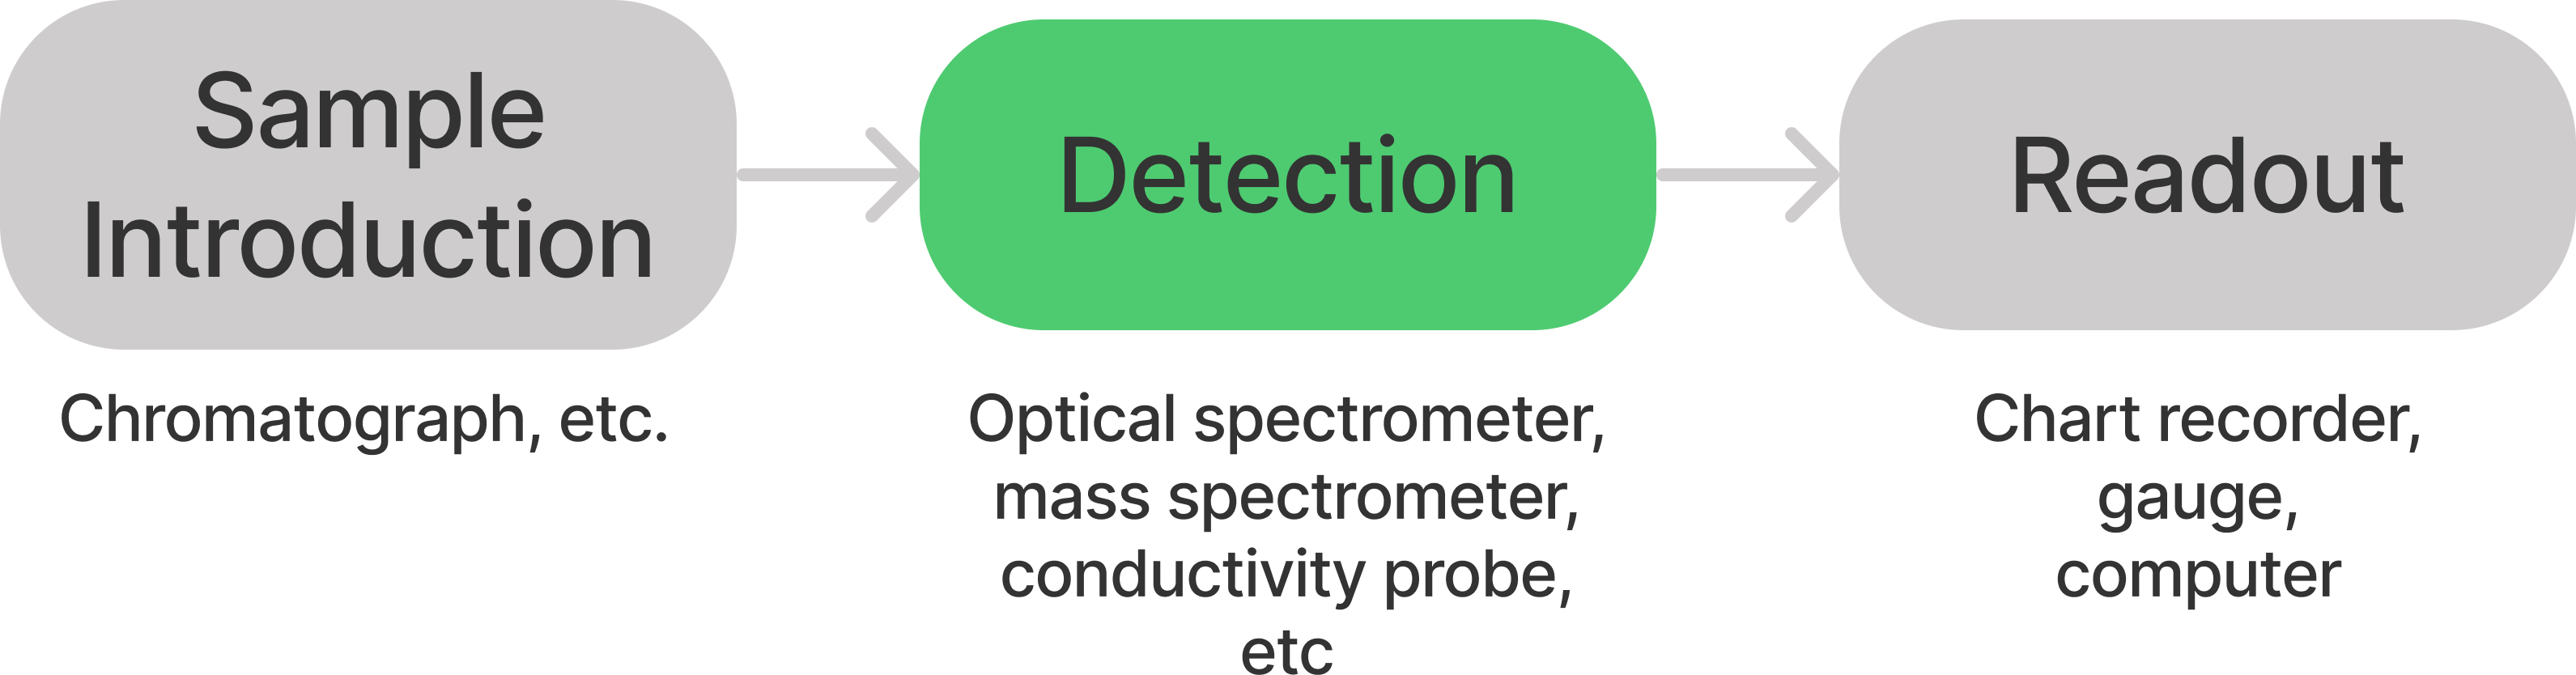 Sample
Introduction
Detection
Readout
Chromatograph, etc.
Optical spectrometer,
mass spectrometer,
conductivity probe,
etc
Chart recorder,
gauge,
computer